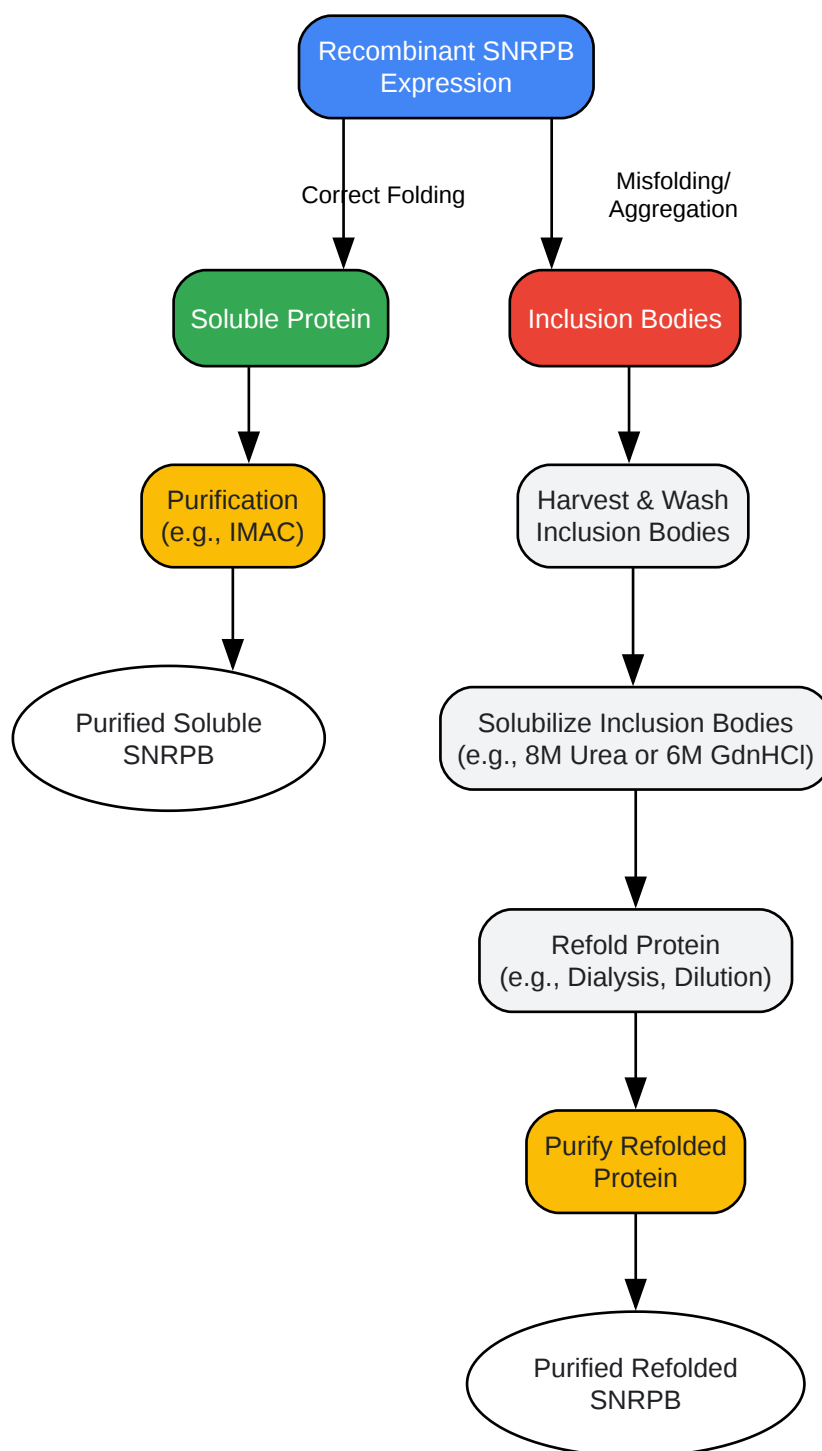 Recombinant SNRPB
Expression
Correct Folding
Misfolding/
Aggregation
Soluble Protein
Inclusion Bodies
Purification
(e.g., IMAC)
Harvest & Wash
Inclusion Bodies
Purified Soluble
SNRPB
Solubilize Inclusion Bodies
(e.g., 8M Urea or 6M GdnHCl)
Refold Protein
(e.g., Dialysis, Dilution)
Purify Refolded
Protein
Purified Refolded
SNRPB